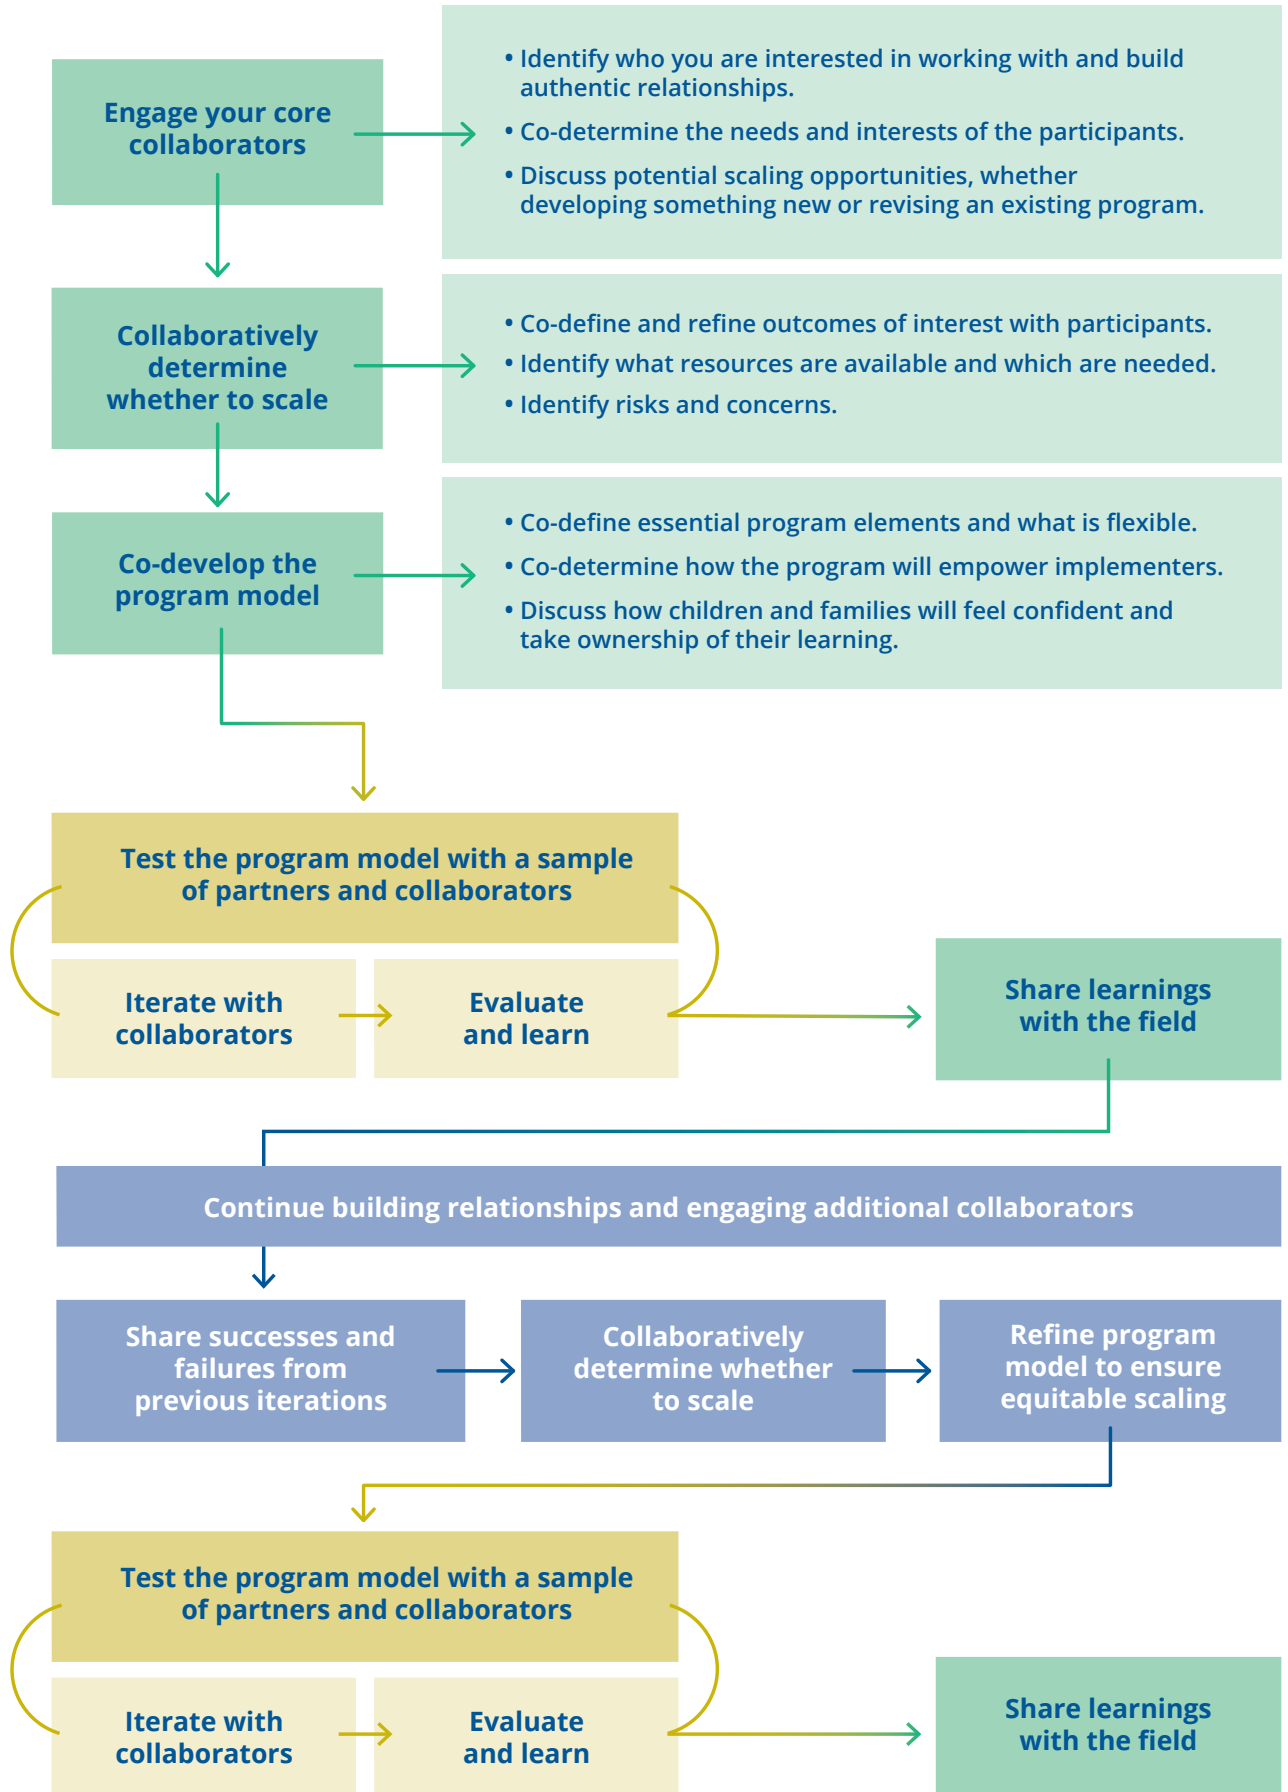 Engage your core
collaborators
• Identify who you are interested in working with and build
authentic relationships.
• Co-determine the needs and interests of the participants.
• Discuss potential scaling opportunities, whether
developing something new or revising an existing program.
Collaboratively
determine
whether to scale
• Co-define and refine outcomes of interest with participants.
• Identify what resources are available and which are needed.
• Identify risks and concerns.
Co-develop the
program model
• Co-define essential program elements and what is flexible.
• Co-determine how the program will empower implementers.
• Discuss how children and families will feel confident and
take ownership of their learning.
Test the program model with a sample
of partners and collaborators
Iterate with
collaborators
Evaluate
and learn
Share learnings
with the field
Continue building relationships and engaging additional collaborators
Share successes and
failures from
previous iterations
Collaboratively
determine whether
to scale
Refine program
model to ensure
equitable scaling
Test the program model with a sample
of partners and collaborators
Iterate with
collaborators
Evaluate
and learn
Share learnings
with the field